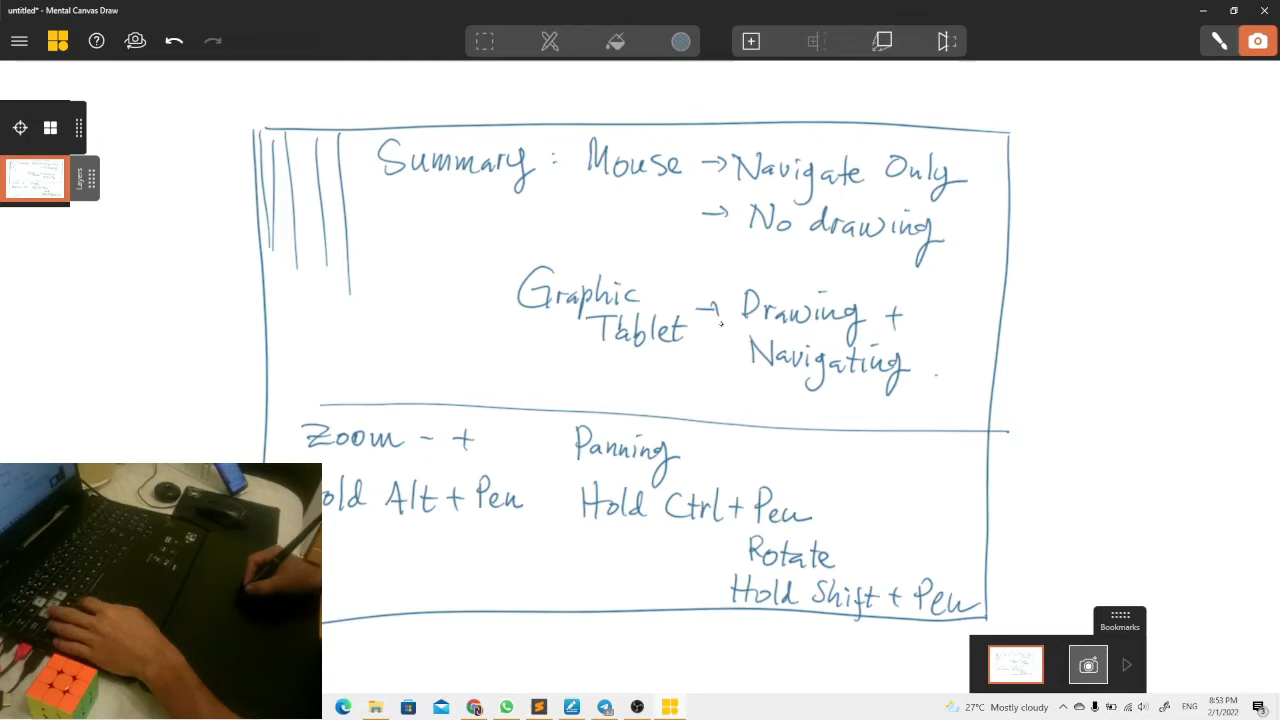 untitled* - Mental Canvas Draw
Summary : Mouse → Navigate Only
→ No drawing
Graphic
Tablet → Drawing +
Navigating
Zoom - +
Panning
old Alt + Pen
Hold Ctrl + Pen
Rotate
Hold Shift + Pen
Layers
Bookmarks
27°C Mostly cloudy
ENG
8:53 PM
2/1/2022